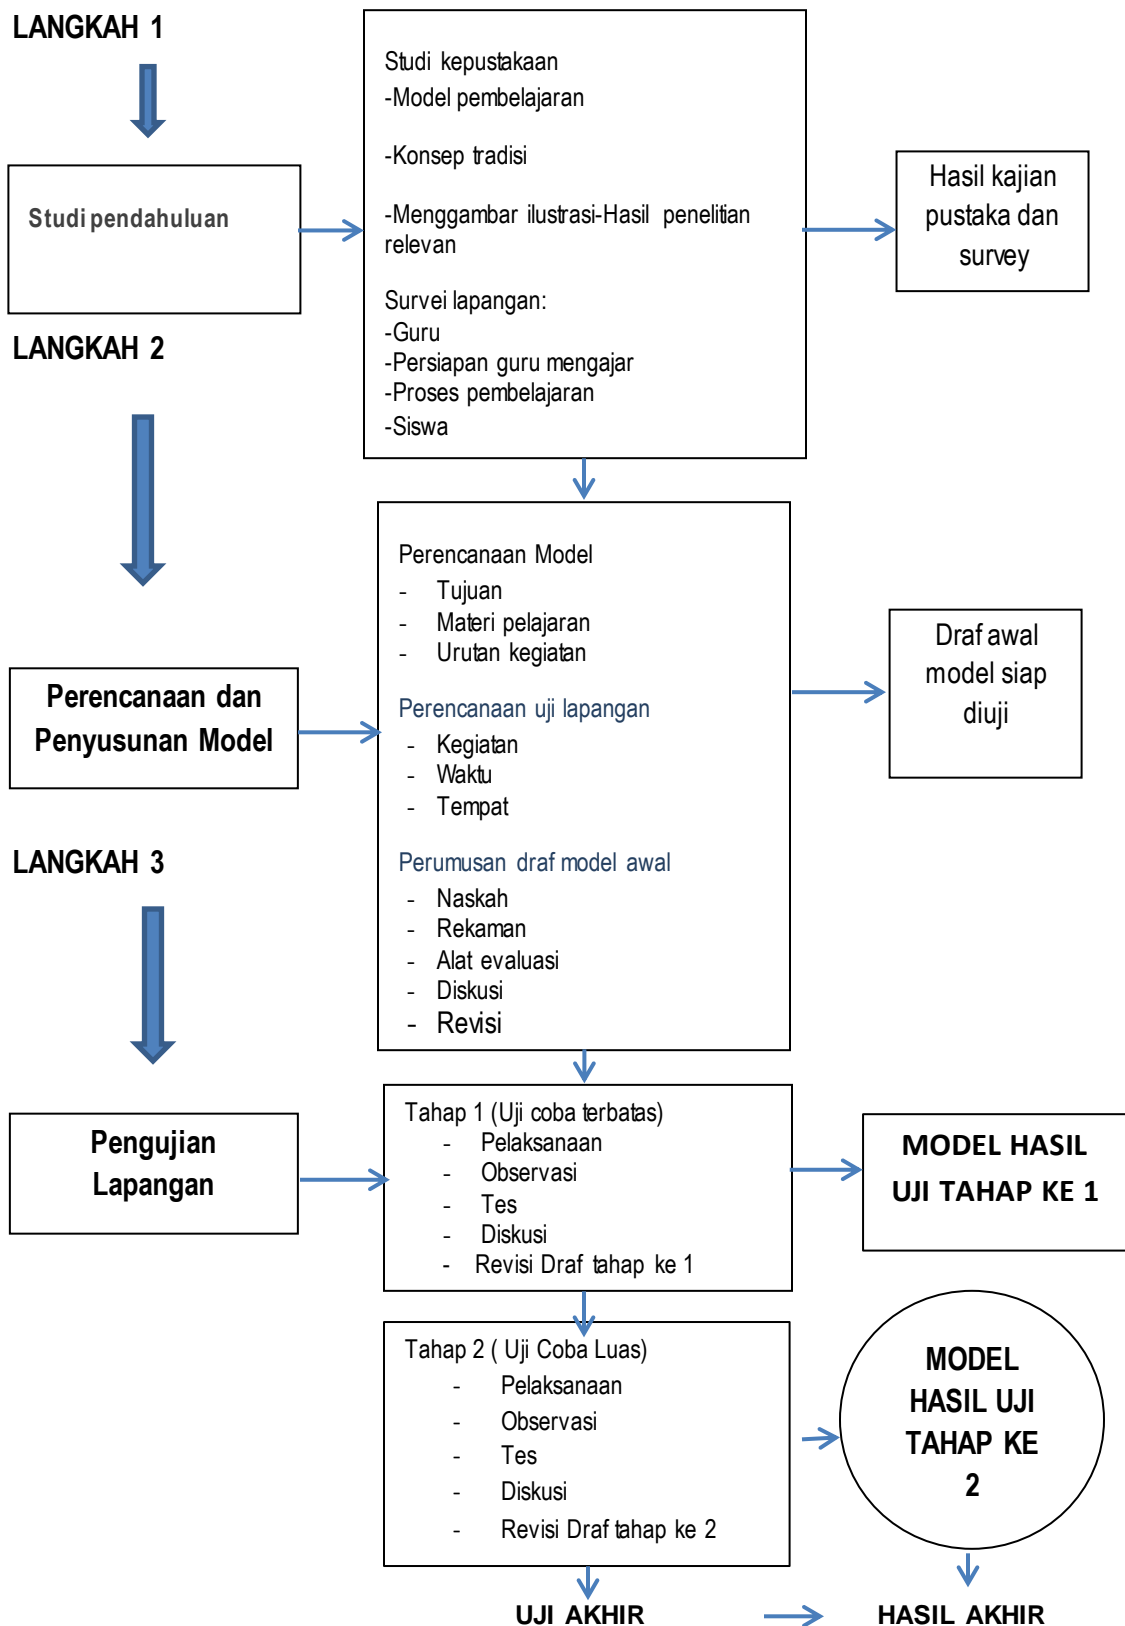 LANGKAH 1
Studi kepustakaan
-Model pembelajaran
-Konsep tradisi
-Menggambar ilustrasi-Hasil penelitian
relevan
Survei lapangan:
-Guru
-Persiapan guru mengajar
-Proses pembelajaran
-Siswa
Studi pendahuluan
Hasil kajian
pustaka dan
survey
LANGKAH 2
Perencanaan Model
- Tujuan
- Materi pelajaran
- Urutan kegiatan
Perencanaan uji lapangan
- Kegiatan
- Waktu
- Tempat
Perumusan draf model awal
- Naskah
- Rekaman
- Alat evaluasi
- Diskusi
- Revisi
Perencanaan dan
Penyusunan Model
Draf awal
model siap
diuji
LANGKAH 3
Pengujian
Lapangan
Tahap 1 (Uji coba terbatas)
- Pelaksanaan
- Observasi
- Tes
- Diskusi
- Revisi Draf tahap ke 1
MODEL HASIL
UJI TAHAP KE 1
Tahap 2 ( Uji Coba Luas)
- Pelaksanaan
- Observasi
- Tes
- Diskusi
- Revisi Draf tahap ke 2
MODEL
HASIL UJI
TAHAP KE
2
UJI AKHIR
HASIL AKHIR